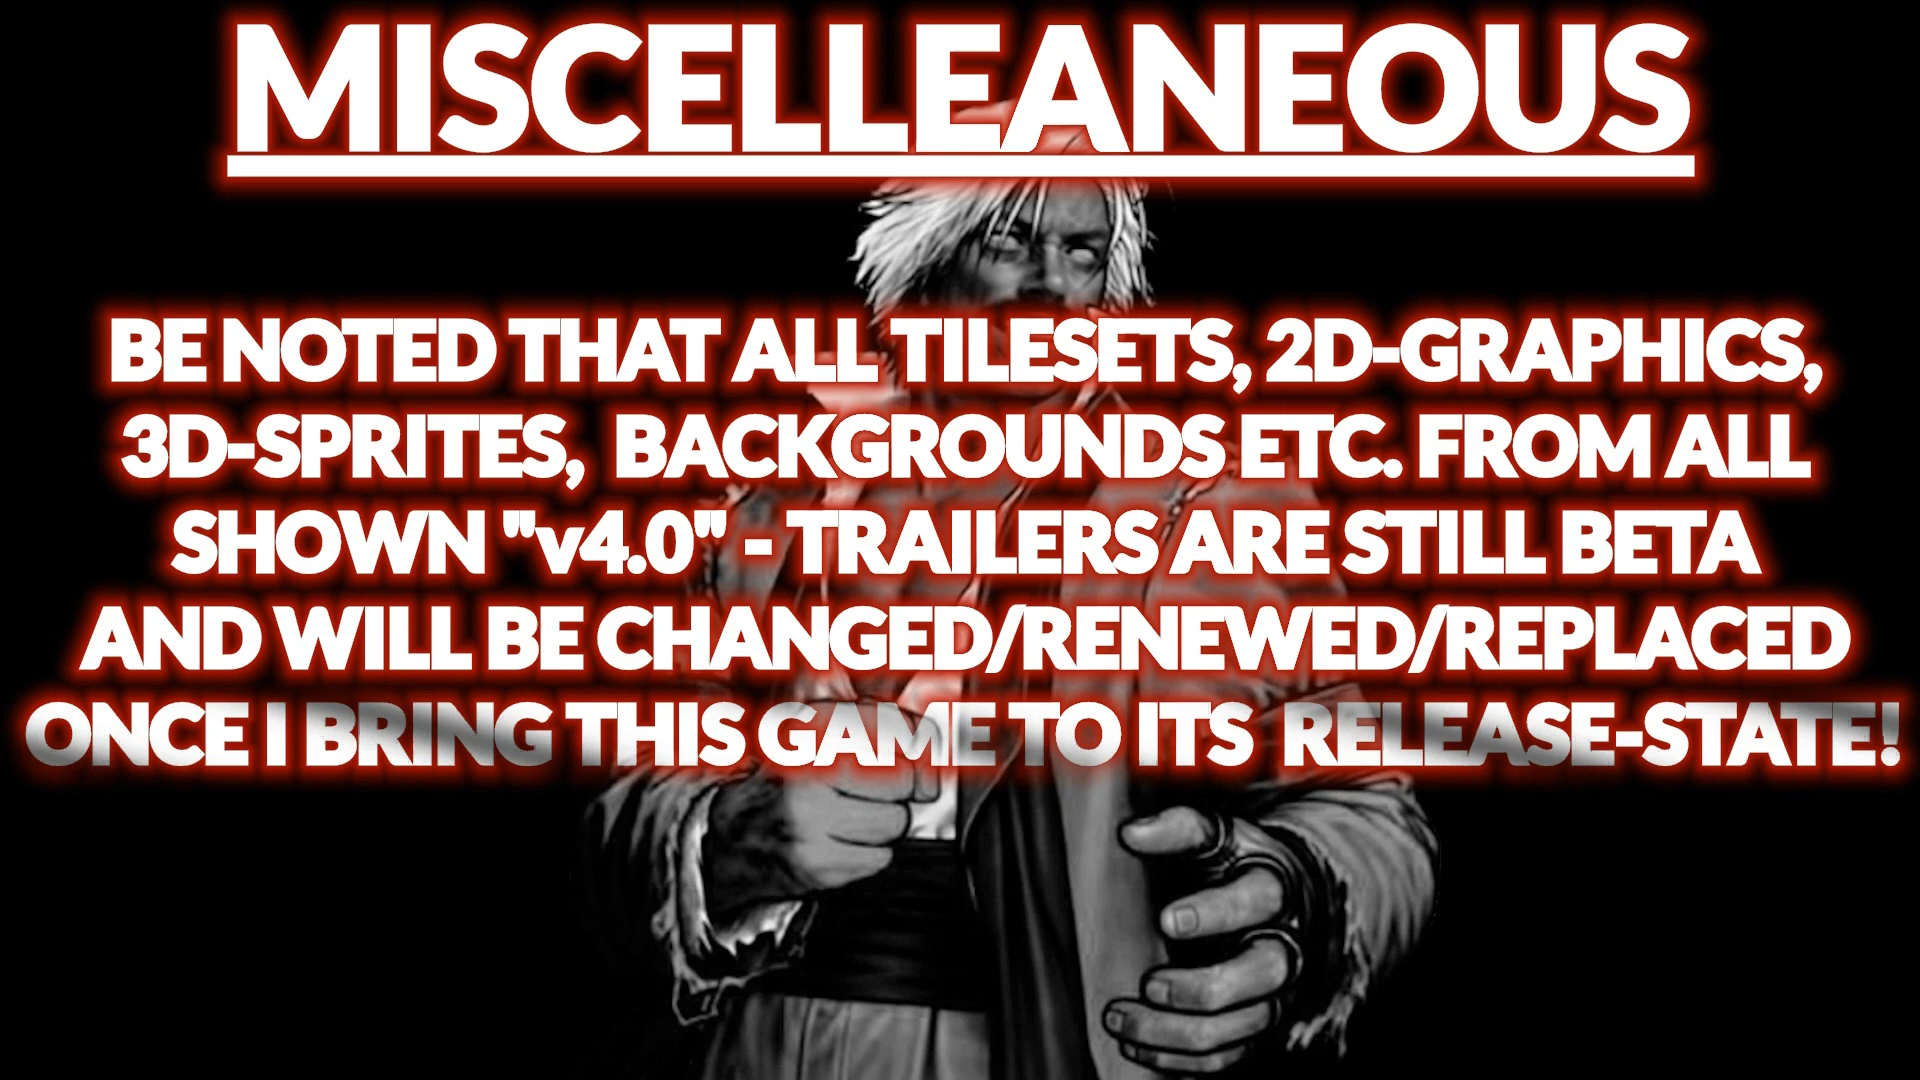 MISCELLEANEOUS
BE NOTED THAT ALL TILESETS, 2D-GRAPHICS,
3D-SPRITES, BACKGROUNDS ETC. FROM ALL
SHOWN "v4.0" - TRAILERS ARE STILL BETA
AND WILL BE CHANGED/RENEWED/REPLACED
ONCE I BRING THIS GAME TO ITS RELEASE-STATE!